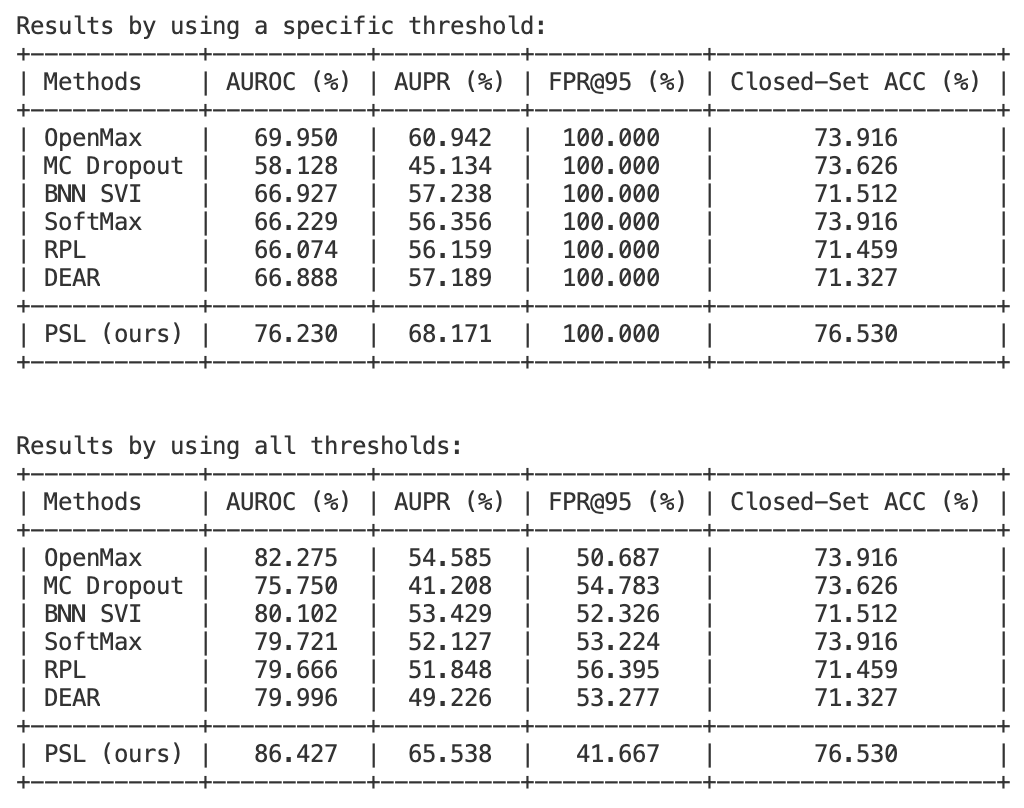 Results by using a specific threshold:
+-------------+------------+-----------+-------------+--------------------+
| Methods | AUROC (%) | AUPR (%) | FPR@95 (%) | Closed-Set ACC (%) |
+-------------+------------+-----------+-------------+--------------------+
| OpenMax | 69.950 | 60.942 | 100.000 | 73.916 |
| MC Dropout | 58.128 | 45.134 | 100.000 | 73.626 |
| BNN SVI | 66.927 | 57.238 | 100.000 | 71.512 |
| SoftMax | 66.229 | 56.356 | 100.000 | 73.916 |
| RPL | 66.074 | 56.159 | 100.000 | 71.459 |
| DEAR | 66.888 | 57.189 | 100.000 | 71.327 |
+-------------+------------+-----------+-------------+--------------------+
| PSL (ours) | 76.230 | 68.171 | 100.000 | 76.530 |
+-------------+------------+-----------+-------------+--------------------+
Results by using all thresholds:
+-------------+------------+-----------+-------------+--------------------+
| Methods | AUROC (%) | AUPR (%) | FPR@95 (%) | Closed-Set ACC (%) |
+-------------+------------+-----------+-------------+--------------------+
| OpenMax | 82.275 | 54.585 | 50.687 | 73.916 |
| MC Dropout | 75.750 | 41.208 | 54.783 | 73.626 |
| BNN SVI | 80.102 | 53.429 | 52.326 | 71.512 |
| SoftMax | 79.721 | 52.127 | 53.224 | 73.916 |
| RPL | 79.666 | 51.848 | 56.395 | 71.459 |
| DEAR | 79.996 | 49.226 | 53.277 | 71.327 |
+-------------+------------+-----------+-------------+--------------------+
| PSL (ours) | 86.427 | 65.538 | 41.667 | 76.530 |
+-------------+------------+-----------+-------------+--------------------+